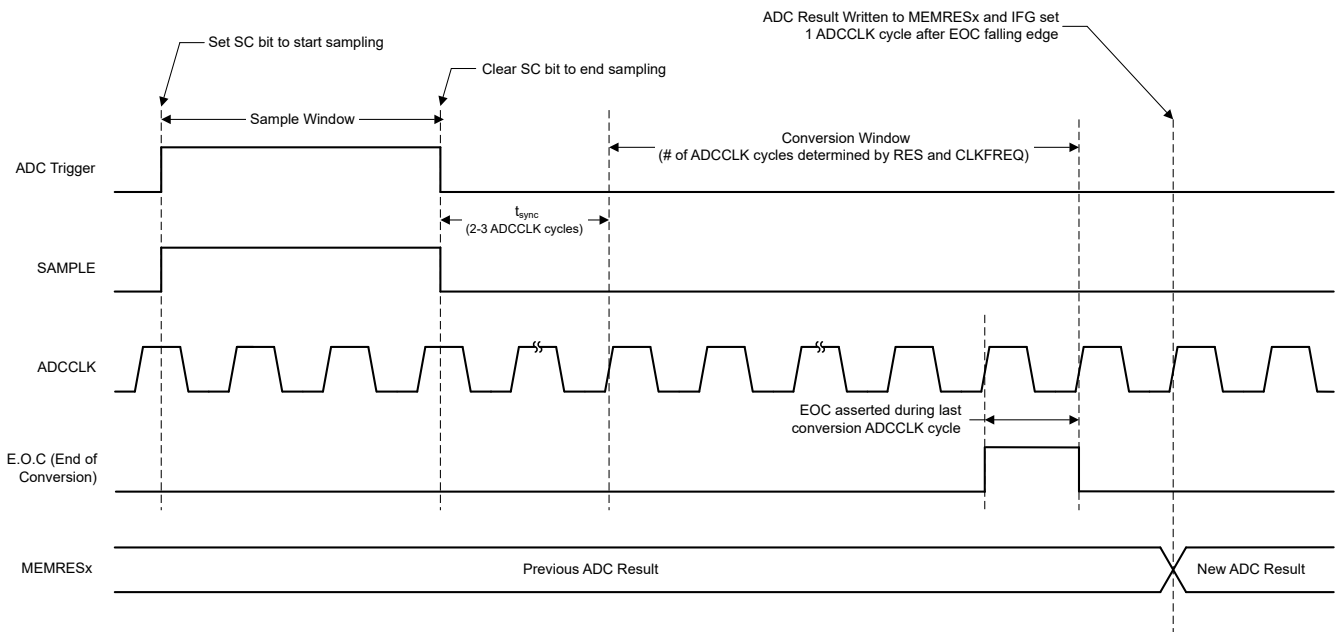 ADC Result Written to MEMRESx and IFG set
1 ADCCLK cycle after EOC falling edge
Set SC bit to start sampling
Clear SC bit to end sampling
Sample Window
Conversion Window
(# of ADCCLK cycles determined by RES and CLKFREQ)
ADC Trigger
tsync
(2-3 ADCCLK cycles)
SAMPLE
ADCCLK
EOC asserted during last
conversion ADCCLK cycle
E.O.C (End of
Conversion)
MEMRESx
Previous ADC Result
New ADC Result